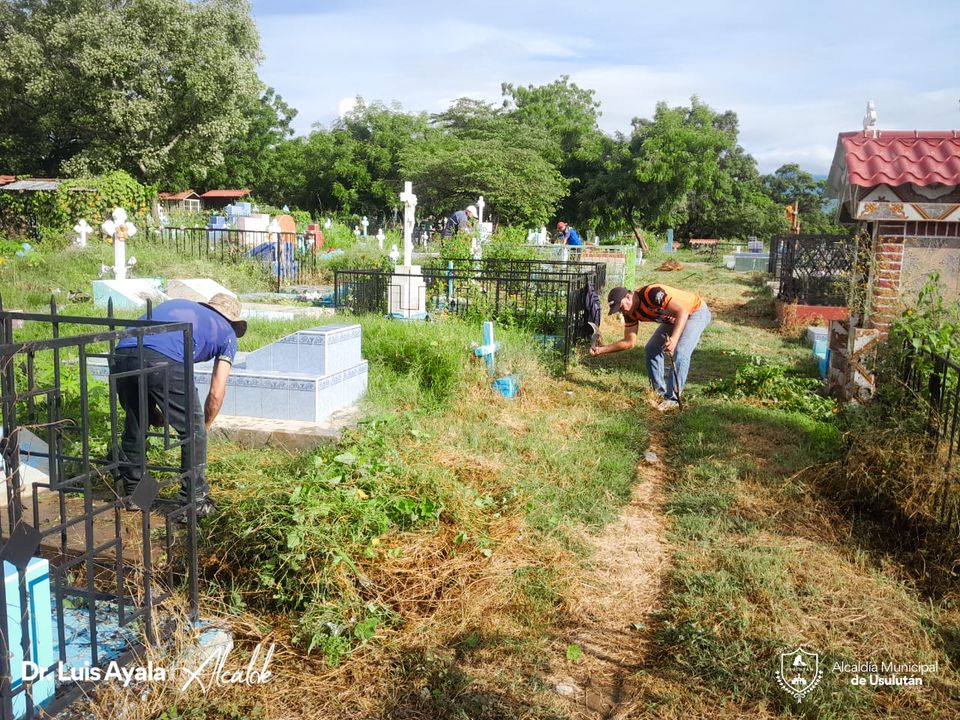 Dr. Luis Ayala | Alcalde
Alcaldía Municipal
de Usulután